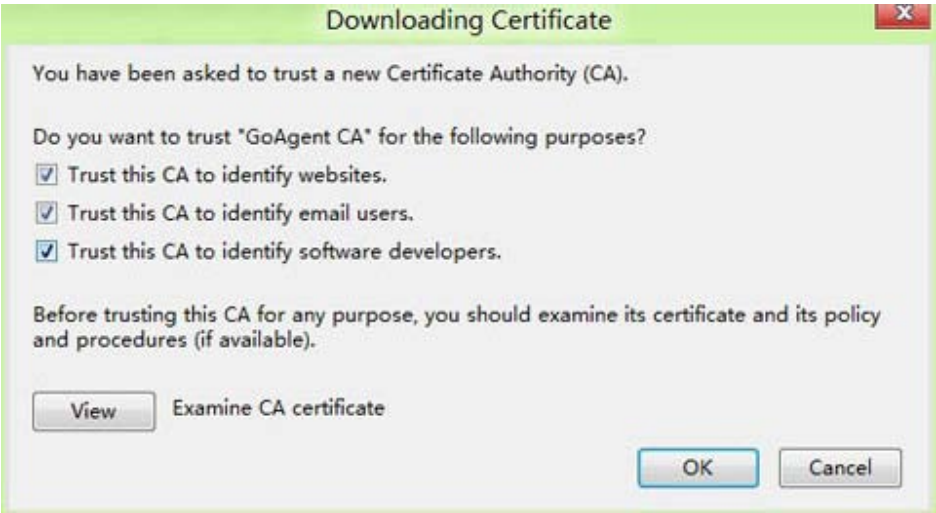 Downloading Certificate
You have been asked to trust a new Certificate Authority (CA).
Do you want to trust "GoAgent CA" for the following purposes?
Trust this CA to identify websites.
Trust this CA to identify email users.
Trust this CA to identify software developers.
Before trusting this CA for any purpose, you should examine its certificate and its policy
and procedures (if available).
View Examine CA certificate
OK Cancel